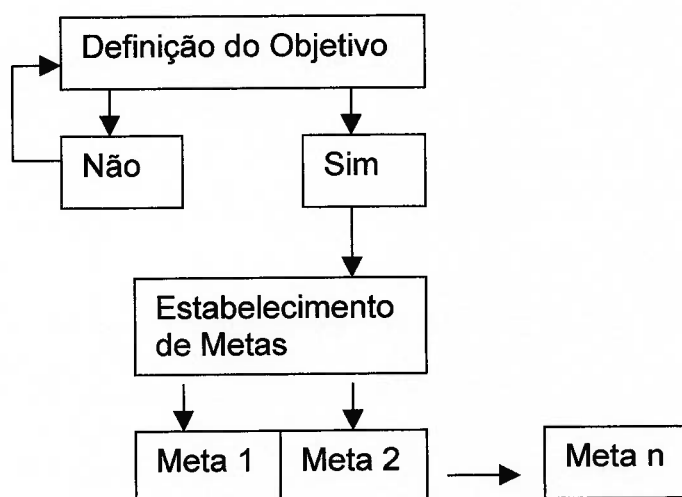 Definição do Objetivo
Não
Sim
Estabelecimento
de Metas
Meta 1
Meta 2
Meta n